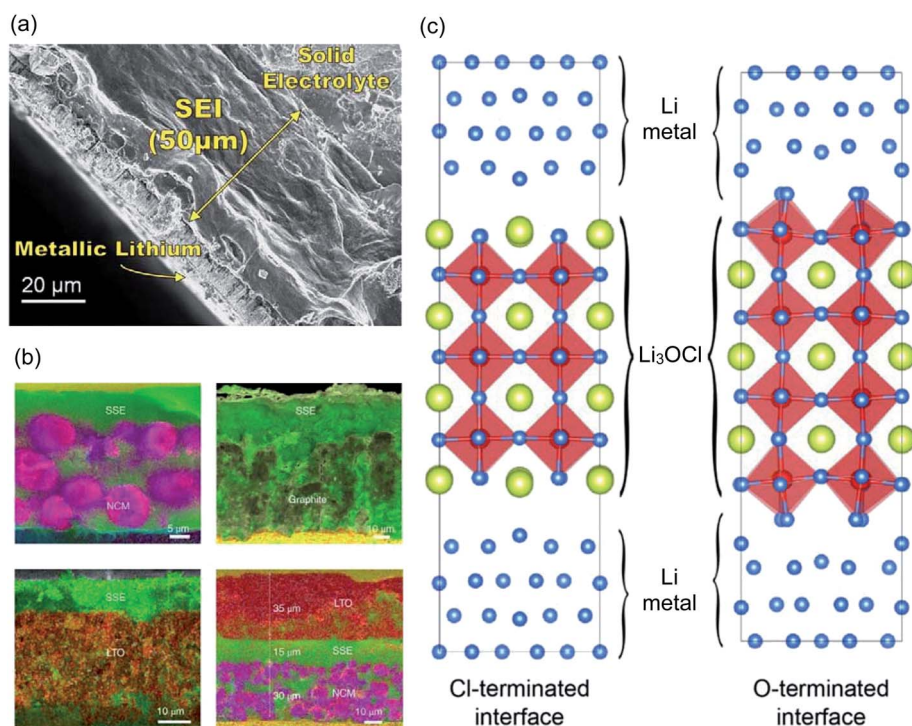 (a)
Solid
Electrolyte
SEI
(50μm)
Metallic Lithium
20 μm
(b)
SSE
NCM
5 μm
SSE
Graphite
10 μm
SSE
LTO
10 μm
35 μm
LTO
15 μm
SSE
30 μm
NCM
(c)
Li
metal
Li₃OCl
Li
metal
Cl-terminated
interface
O-terminated
interface